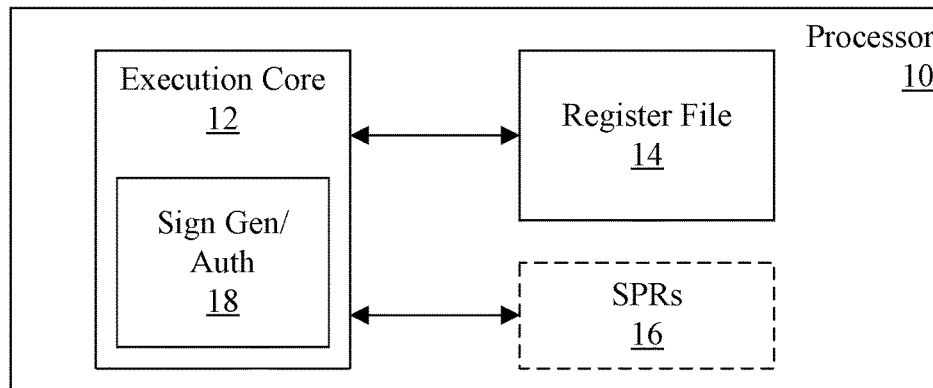 Processor
10
Execution Core
12
Register File
14
Sign Gen/
Auth
18
SPRs
16